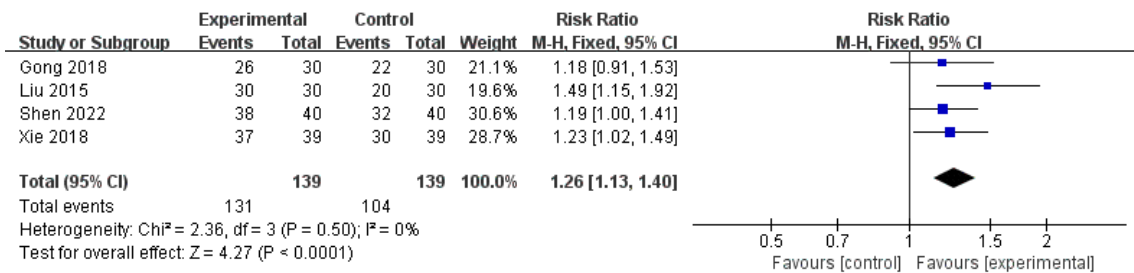 Experimental Control Risk Ratio Risk Ratio
Study or Subgroup Events Total Events Total Weight M-H, Fixed, 95% CI M-H, Fixed, 95% CI
Gong 2018 26 30 22 30 21.1% 1.18 [0.91, 1.53]
Liu 2015 30 30 20 30 19.6% 1.49 [1.15, 1.92]
Shen 2022 38 40 32 40 30.6% 1.19 [1.00, 1.41]
Xie 2018 37 39 30 39 28.7% 1.23 [1.02, 1.49]
Total (95% CI) 139 139 100.0% 1.26 [1.13, 1.40]
Total events 131 104
Heterogeneity: Chi² = 2.36, df = 3 (P = 0.50); I² = 0%
Test for overall effect: Z = 4.27 (P < 0.0001)
0.5 0.7 1 1.5 2
Favours [control] Favours [experimental]